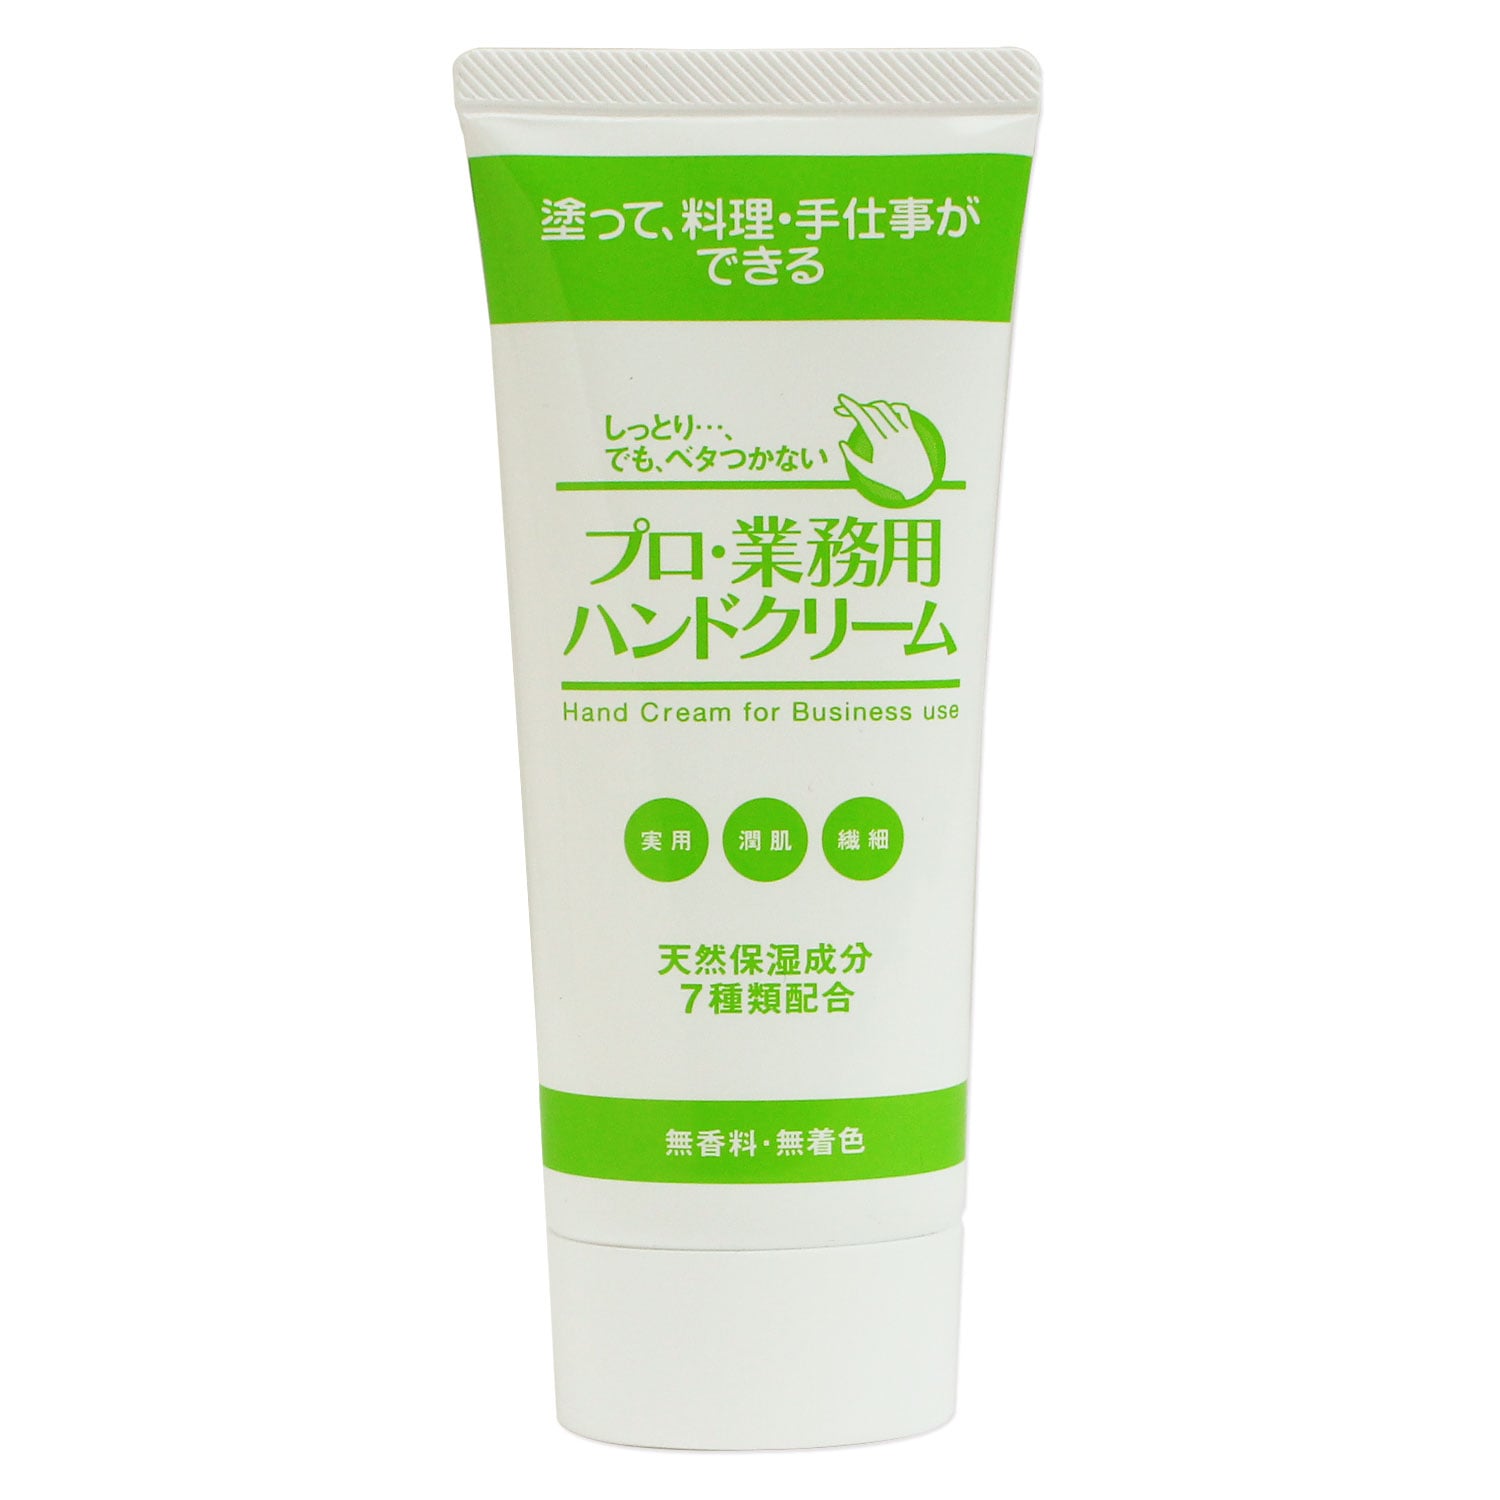 塗って、料理・手仕事が
できる
しっとり…、
でも、ベタつかない
プロ・業務用
ハンドクリーム
Hand Cream for Business use
実用 潤肌 繊細
天然保湿成分
7種類配合
無香料・無着色